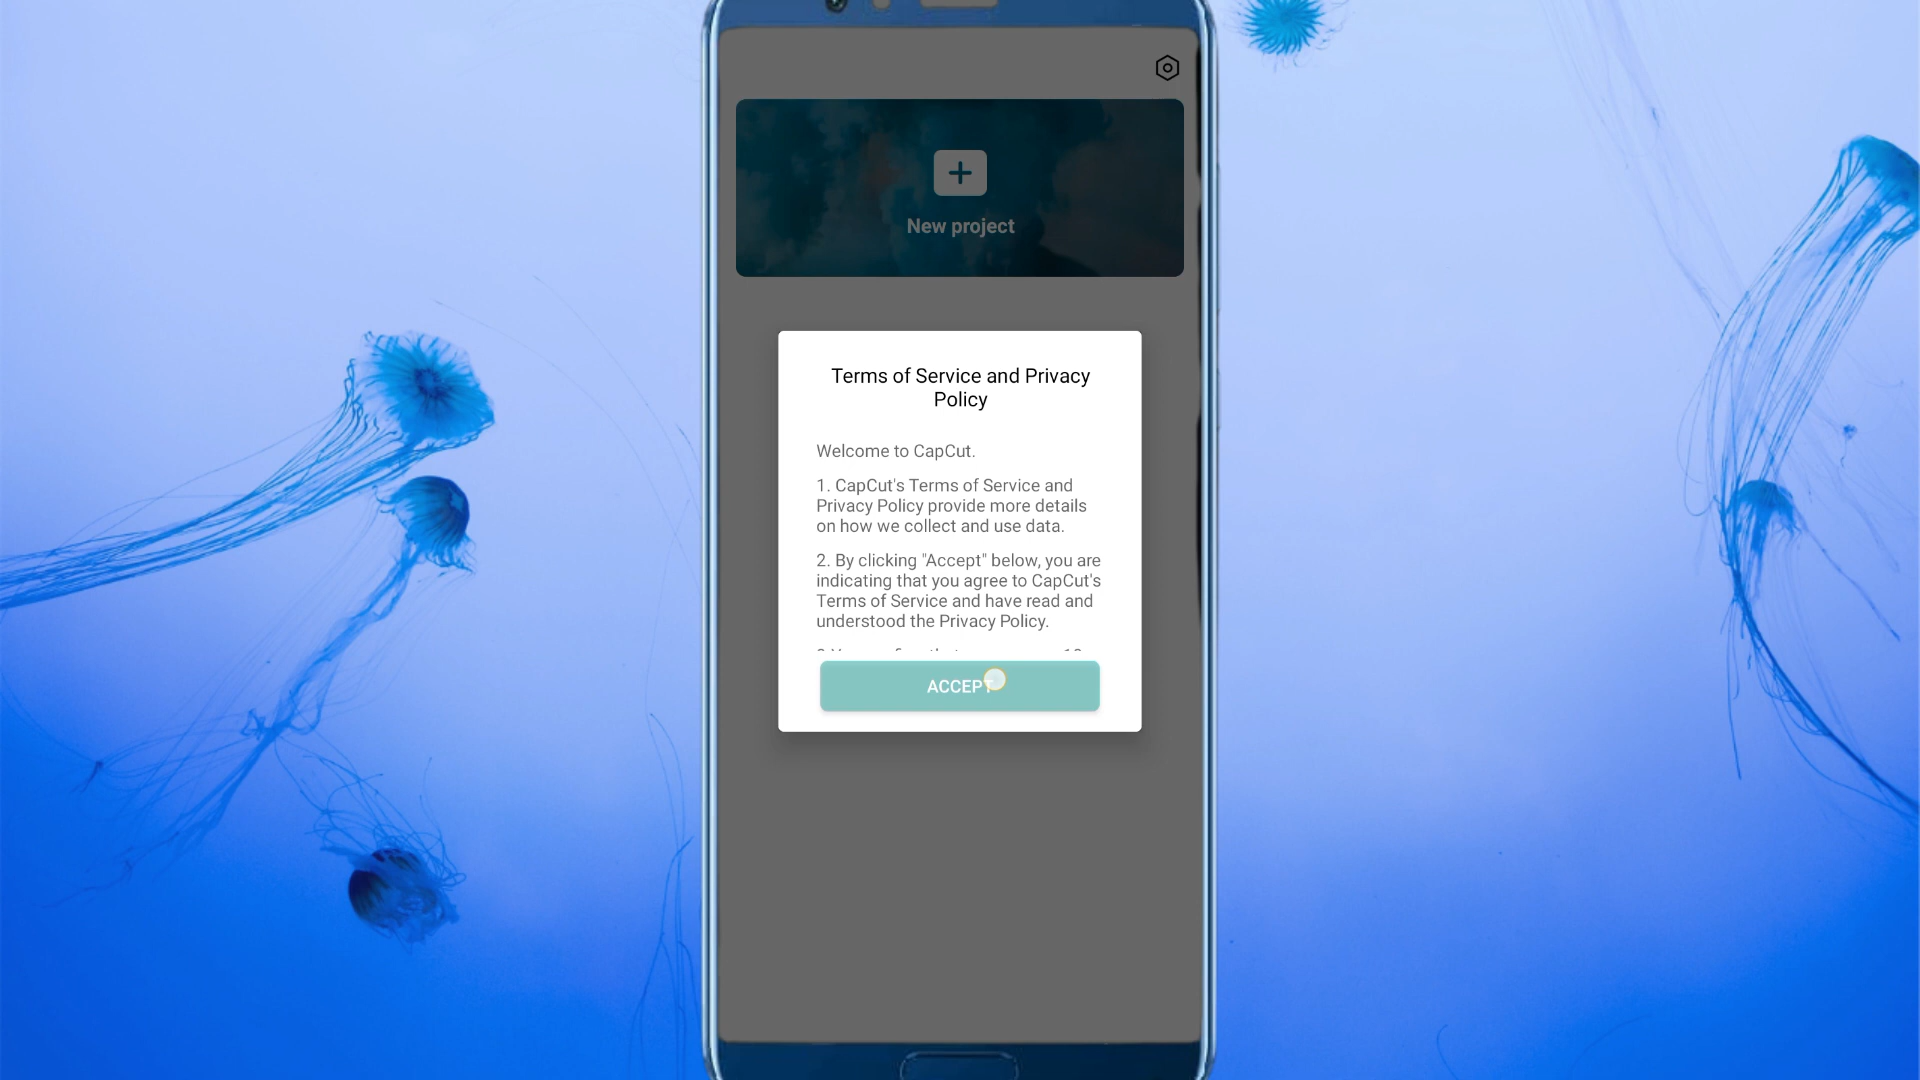 New project
Terms of Service and Privacy
Policy
Welcome to CapCut.
1. CapCut's Terms of Service and
Privacy Policy provide more details
on how we collect and use data.
2. By clicking "Accept" below, you are
indicating that you agree to CapCut's
Terms of Service and have read and
understood the Privacy Policy.
ACCEPT